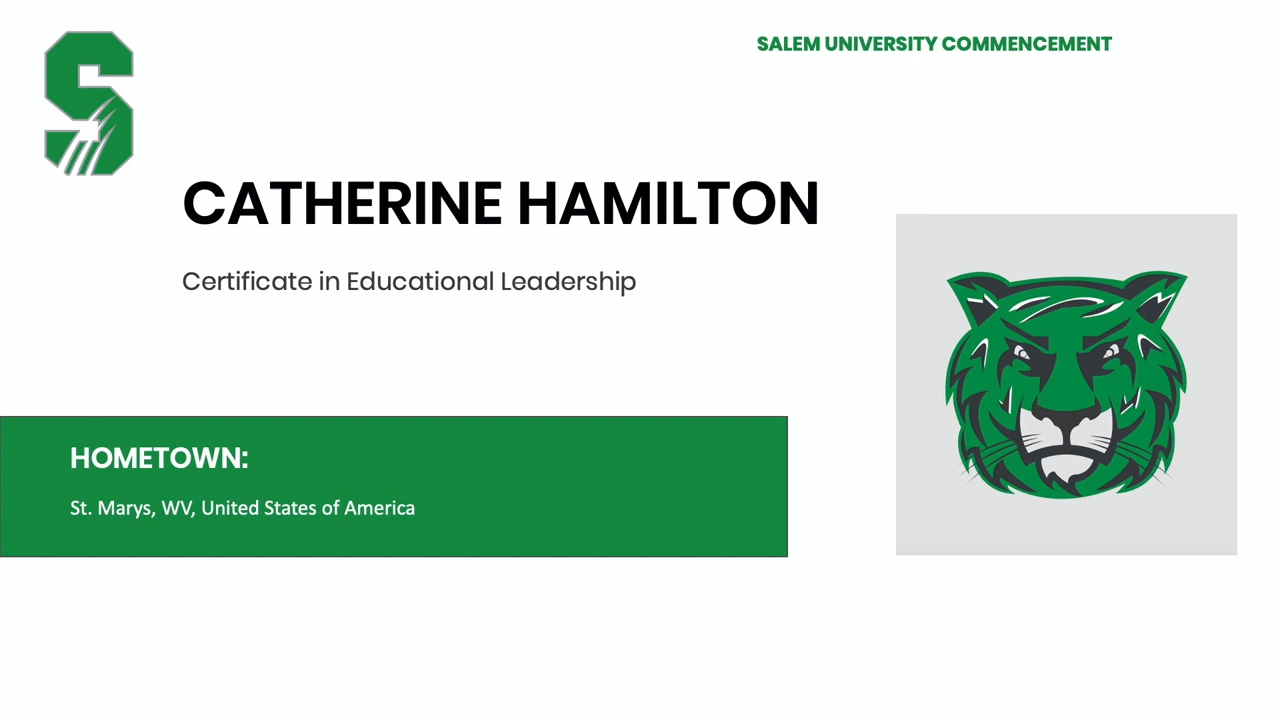 S
SALEM UNIVERSITY COMMENCEMENT
CATHERINE HAMILTON
Certificate in Educational Leadership
HOMETOWN:
St. Marys, WV, United States of America